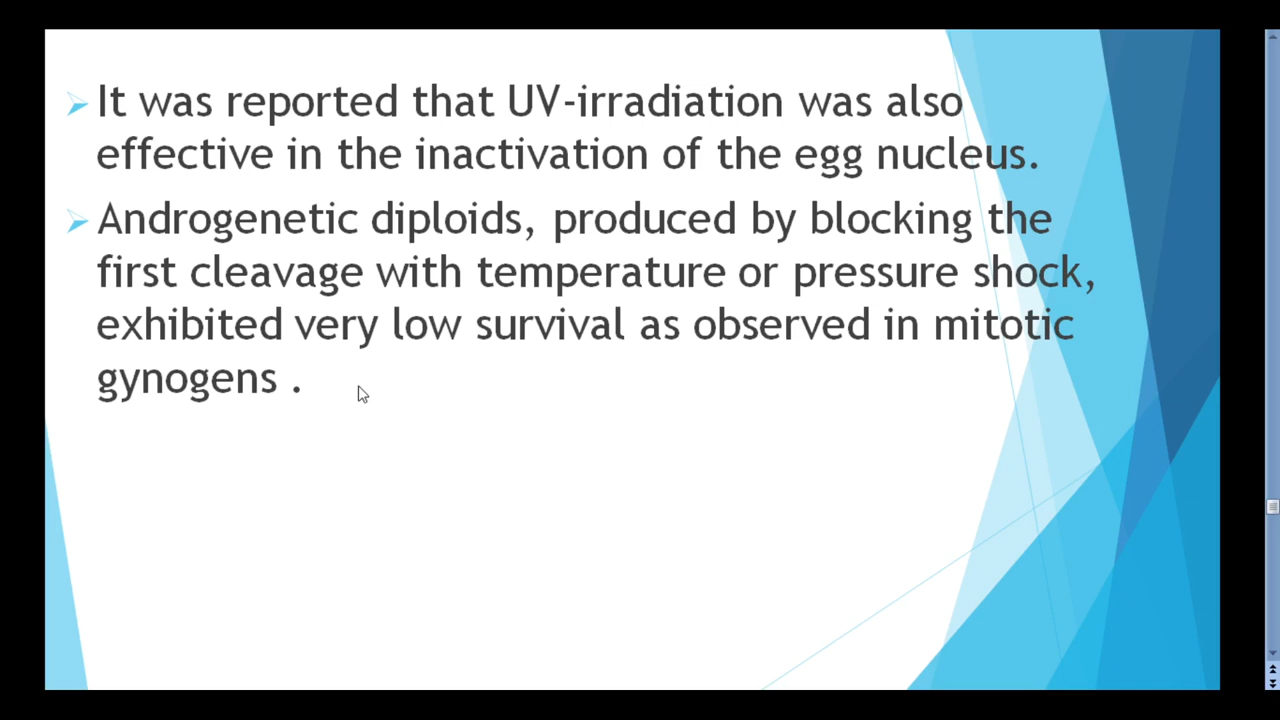 It was reported that UV-irradiation was also
effective in the inactivation of the egg nucleus.
Androgenetic diploids, produced by blocking the
first cleavage with temperature or pressure shock,
exhibited very low survival as observed in mitotic
gynogens .